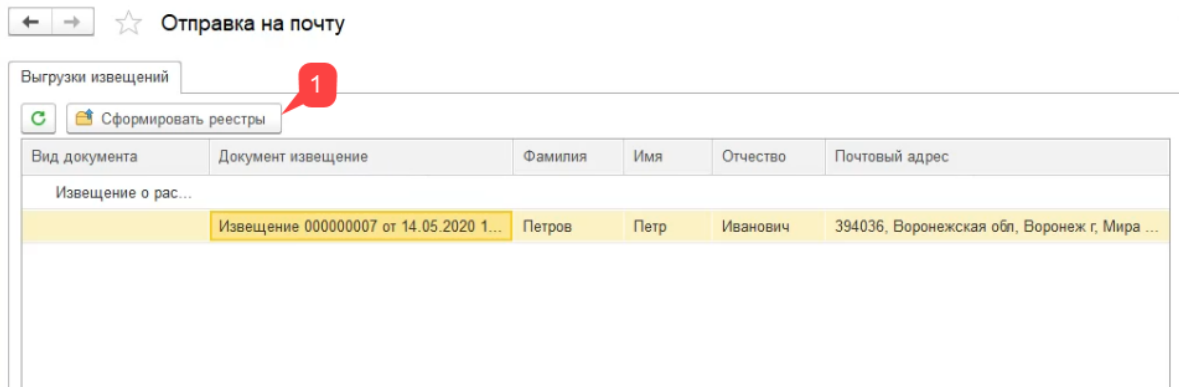 Отправка на почту
Выгрузки извещений
1
Сформировать реестры
Вид документа Документ извещение Фамилия Имя Отчество Почтовый адрес
Извещение о рас...
Извещение 000000007 от 14.05.2020 1... Петров Петр Иванович 394036, Воронежская обл, Воронеж г, Мира ...